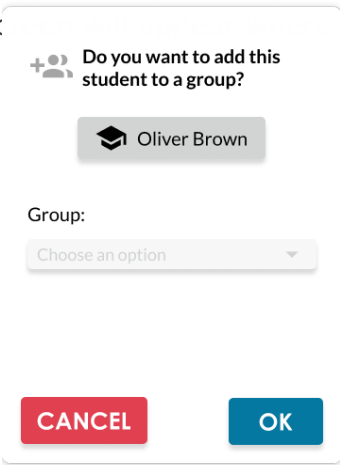 Do you want to add this
student to a group?
Oliver Brown
Group:
Choose an option
CANCEL
OK